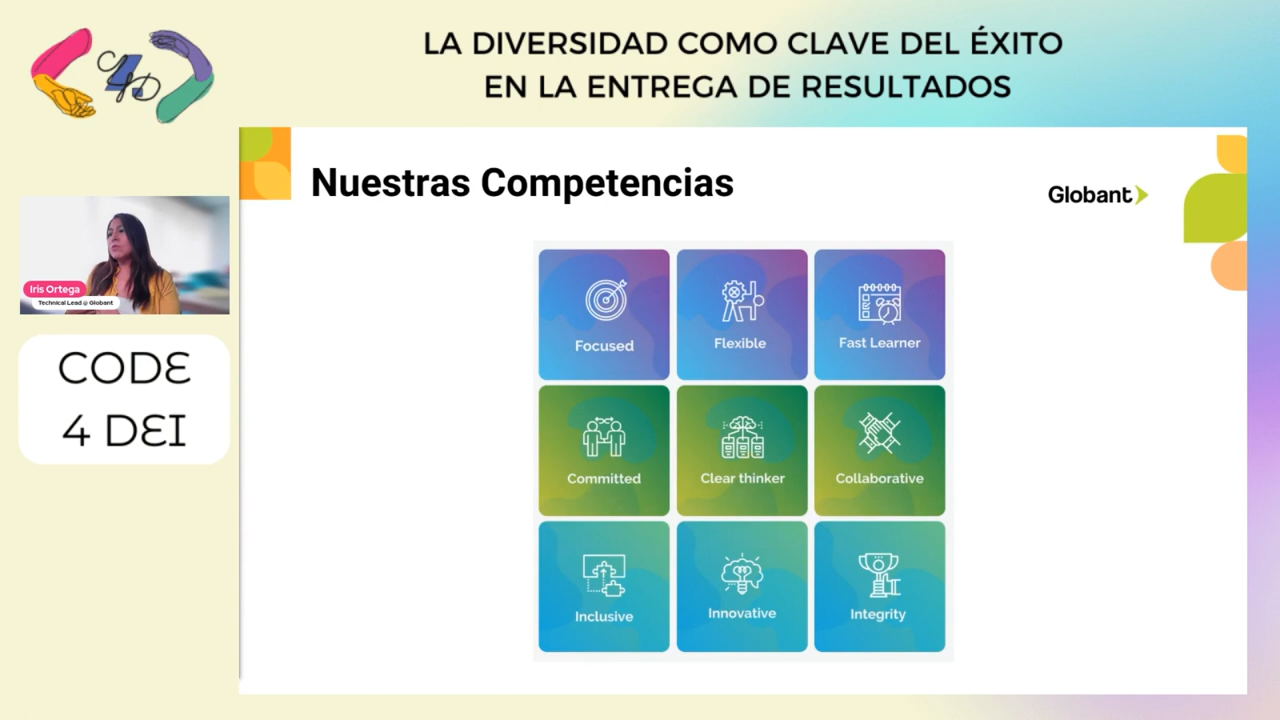 LA DIVERSIDAD COMO CLAVE DEL ÉXITO
EN LA ENTREGA DE RESULTADOS
Nuestras Competencias
Globant
Iris Ortega
Technical Lead @ Globant
CODE
4 DEI
Focused
Flexible
Fast Learner
Committed
Clear thinker
Collaborative
Inclusive
Innovative
Integrity